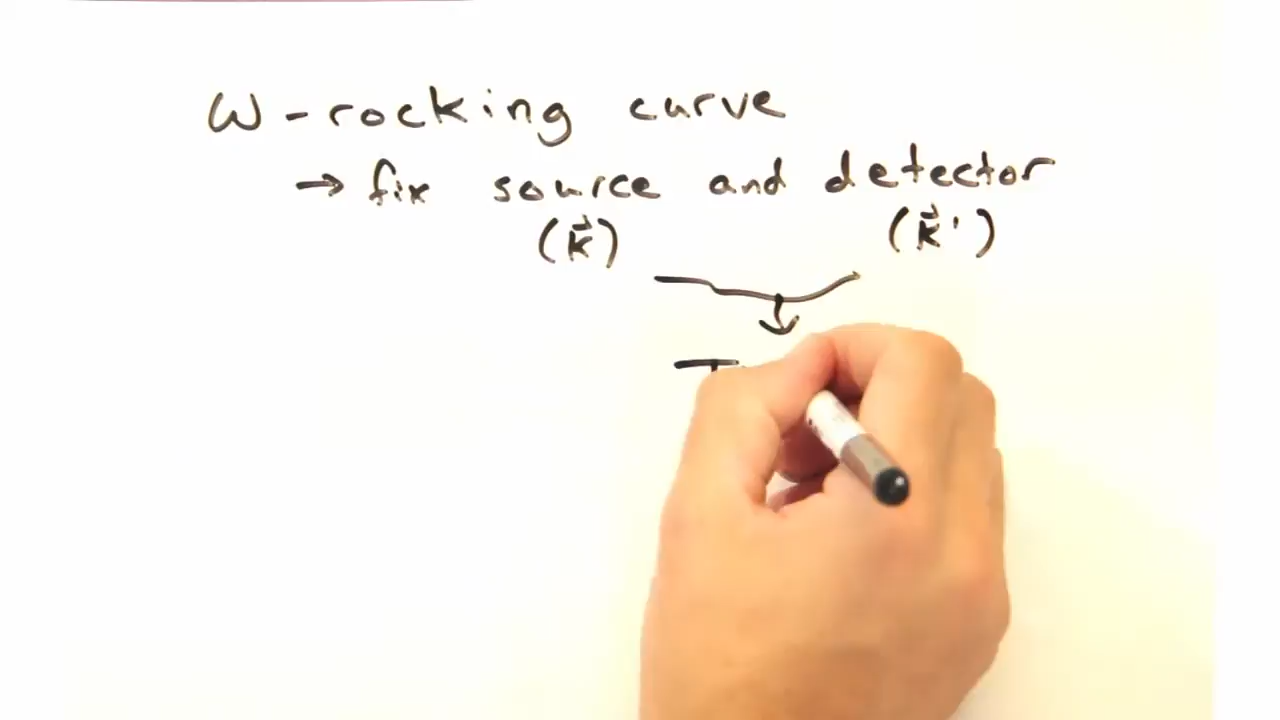 ω - rocking curve
→ fix source and detector
(k⃗) (k⃗')